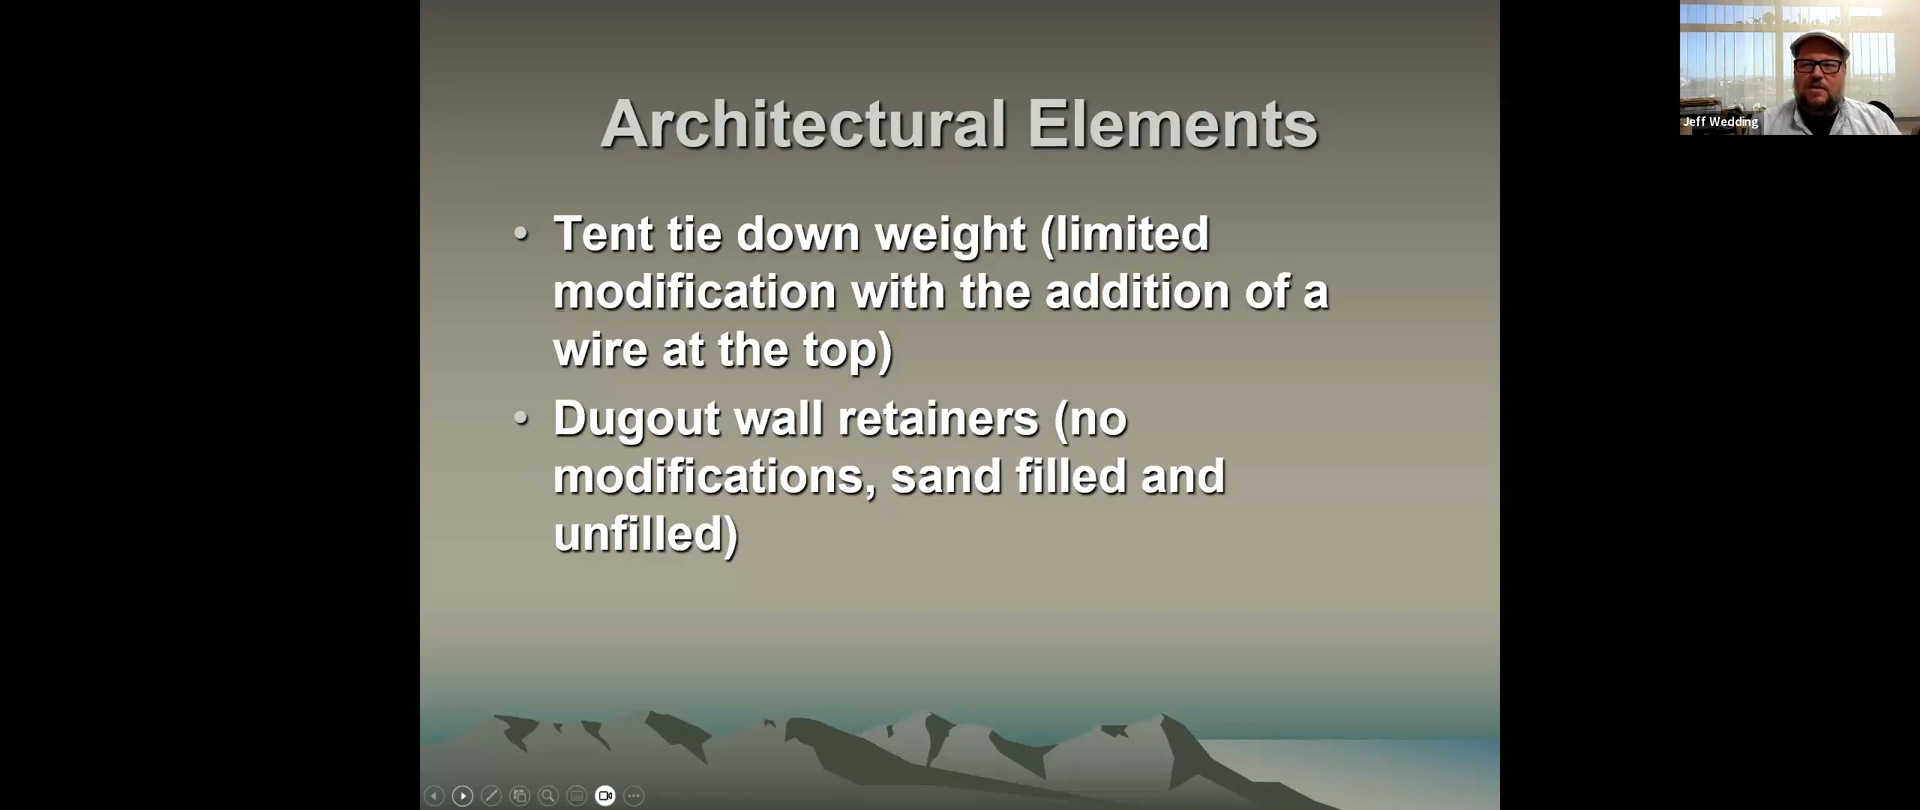 Architectural Elements
• Tent tie down weight (limited
modification with the addition of a
wire at the top)
• Dugout wall retainers (no
modifications, sand filled and
unfilled)
Jeff Wedding